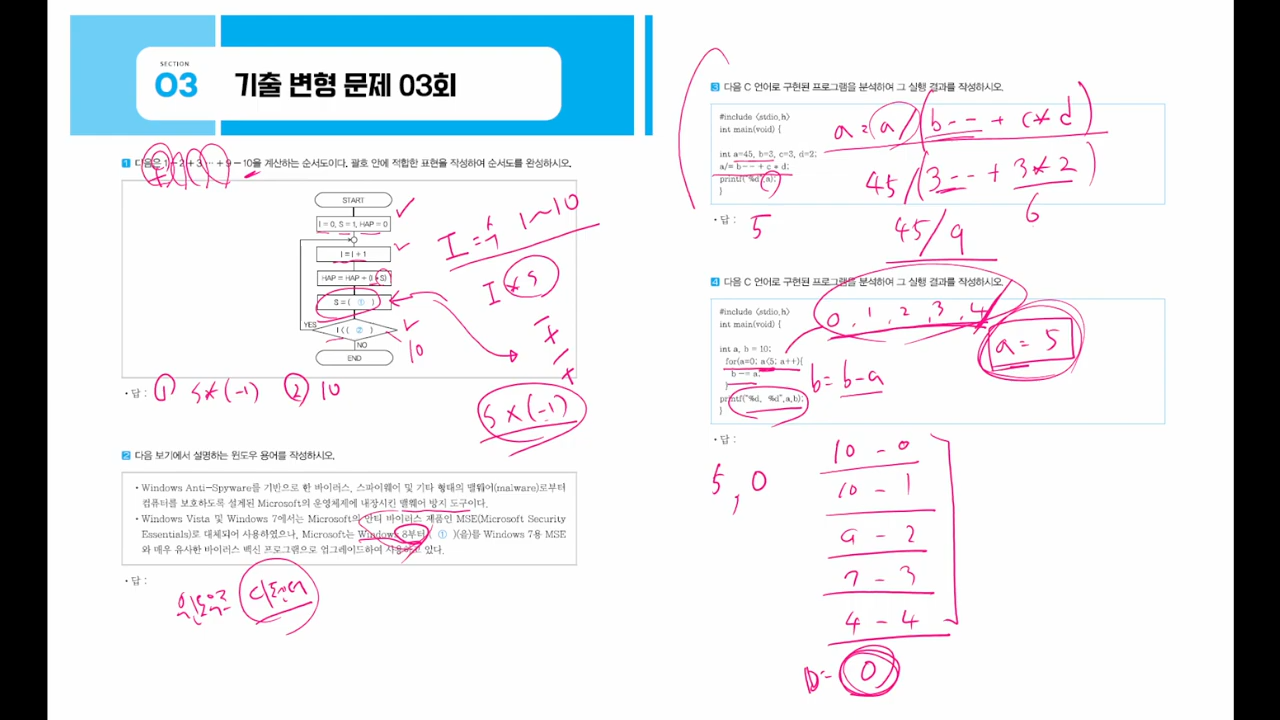 SECTION
03
기출 변형 문제 03회
1 다음은 1-2+3 … +9-10을 계산하는 순서도이다. 괄호 안에 적합한 표현을 작성하여 순서도를 완성하시오.
START
I = 0, S = 1, HAP = 0
I = I + 1
HAP = HAP + (I * S)
S = ( ① )
YES
I < ( ② )
NO
END
I = 1~10
I * S
10
S × (-1)
• 답 : ① S * (-1) ② 10
2 다음 보기에서 설명하는 윈도우 용어를 작성하시오.
• Windows Anti-Spyware를 기반으로 한 바이러스, 스파이웨어 및 기타 형태의 맬웨어(malware)로부터
컴퓨터를 보호하도록 설계된 Microsoft의 운영체제에 내장시킨 맬웨어 방지 도구이다.
• Windows Vista 및 Windows 7에서는 Microsoft의 안티 바이러스 제품인 MSE(Microsoft Security
Essentials)로 대체되어 사용하였으나, Microsoft는 Windows 8부터 ( ① )(을)를 Windows 7용 MSE
와 매우 유사한 바이러스 백신 프로그램으로 업그레이드하여 사용하고 있다.
• 답 :
윈도우 디펜더
3 다음 C 언어로 구현된 프로그램을 분석하여 그 실행 결과를 작성하시오.
#include <stdio.h>
int main(void) {
int a=45, b=3, c=3, d=2;
a/= b-- + c * d;
printf("%d",a);
}
a = a/(b-- + c * d)
45/(3-- + 3 * 2)
6
45/9
• 답 : 5
4 다음 C 언어로 구현된 프로그램을 분석하여 그 실행 결과를 작성하시오.
#include <stdio.h>
int main(void) {
int a, b = 10;
for(a=0; a<5; a++){
b -= a;
}
printf("%d, %d",a,b);
}
0, 1, 2, 3, 4
a = 5
b = b-a
• 답 :
5, 0
10 - 0
10 - 1
9 - 2
7 - 3
4 - 4
b = 0